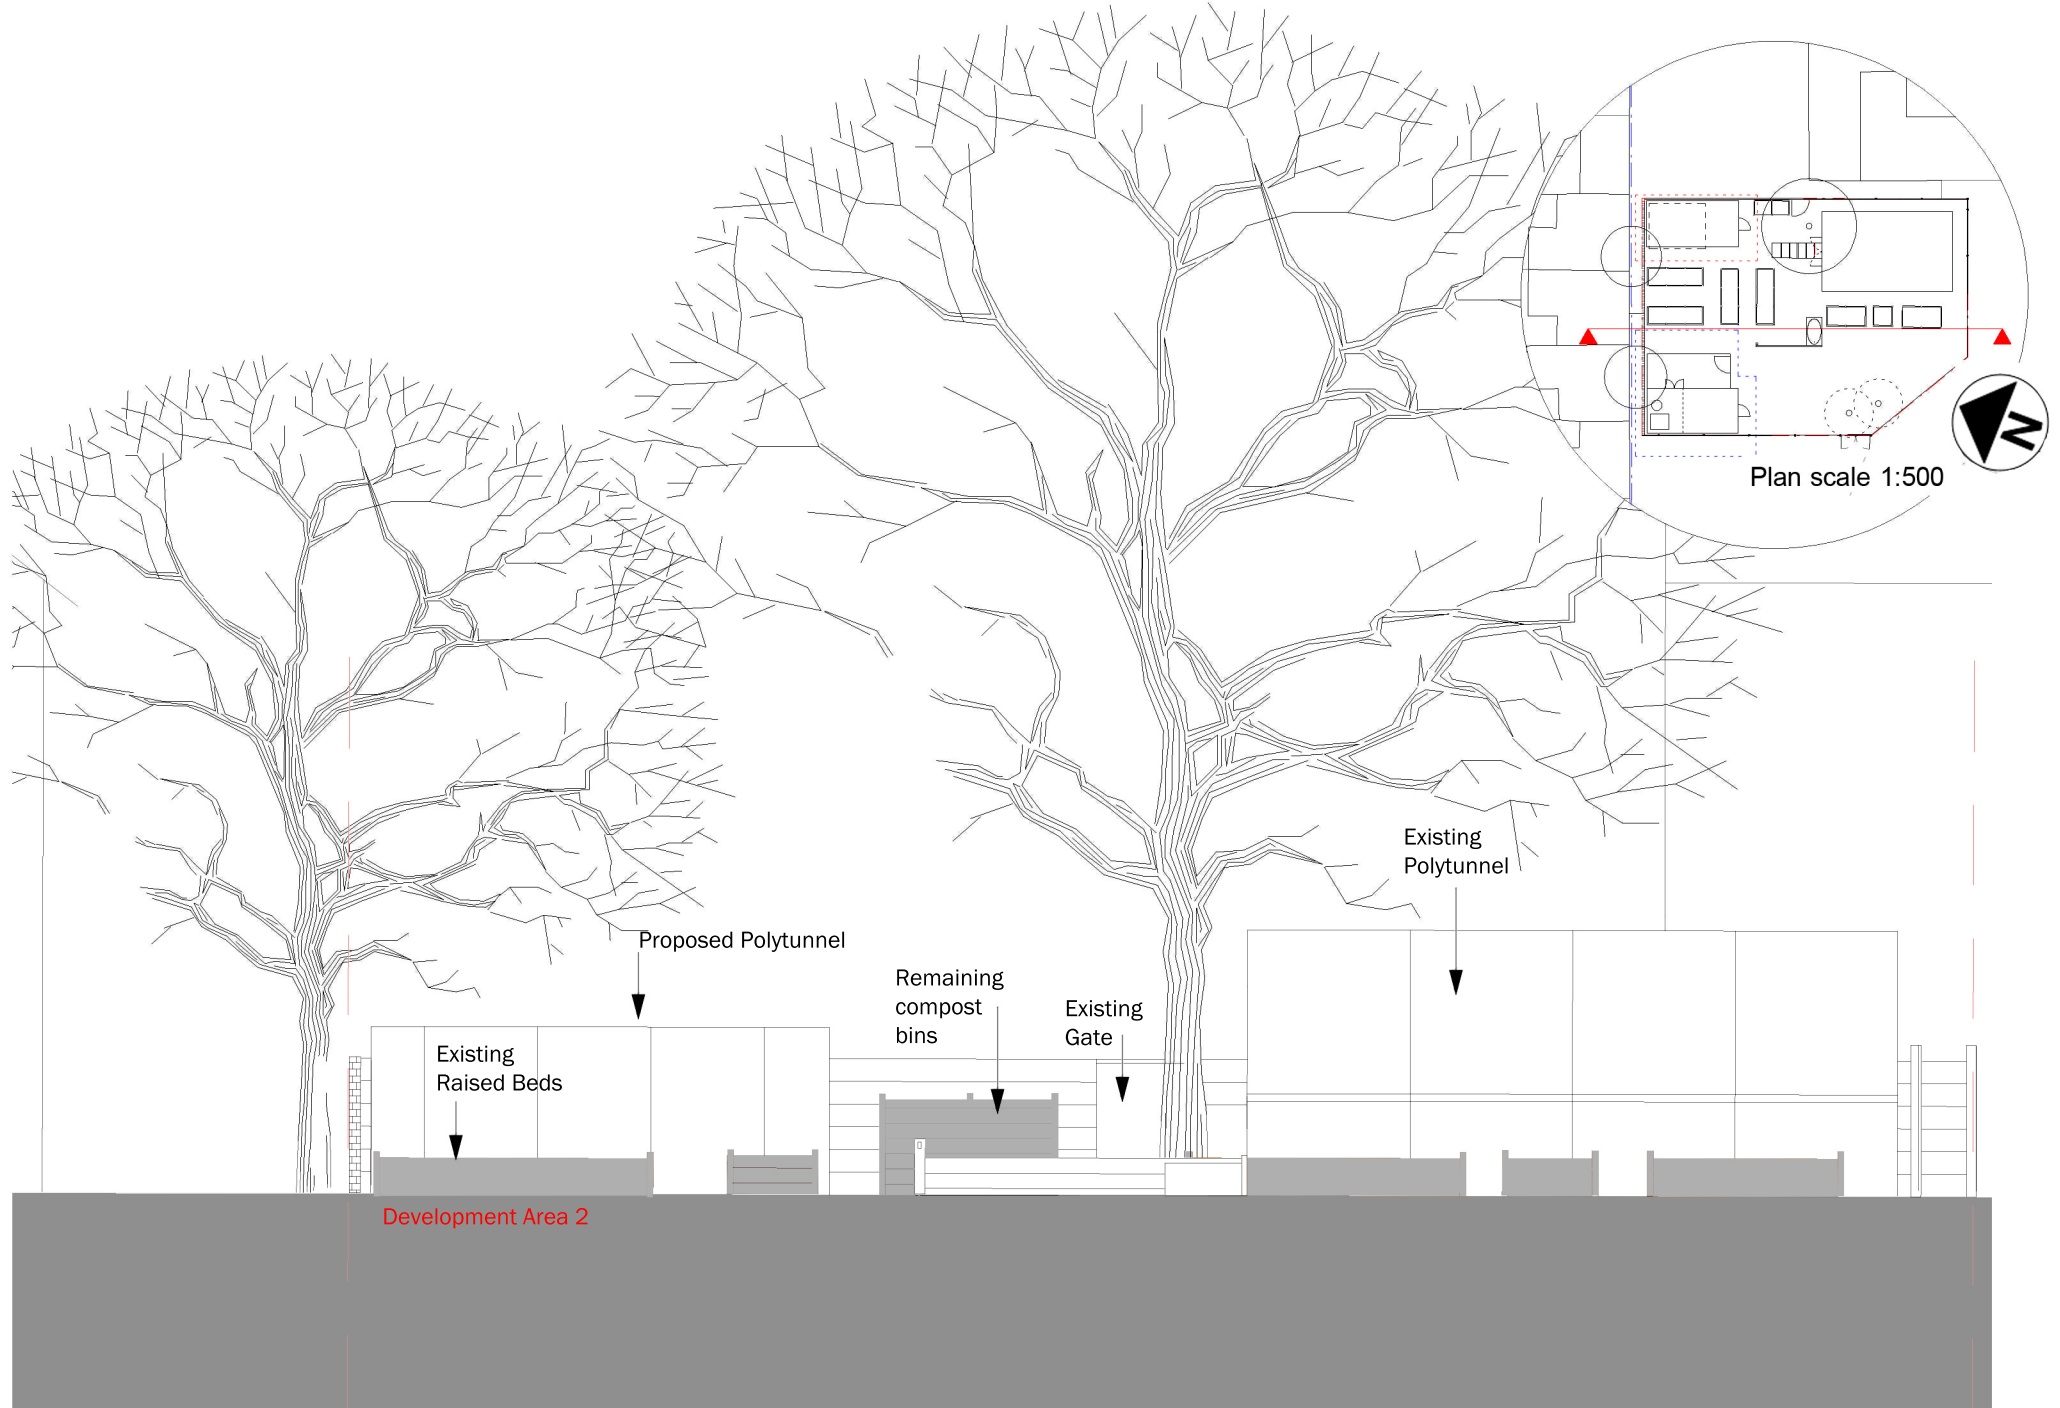 N
Plan scale 1:500
Existing
Polytunnel
Proposed Polytunnel
Remaining
compost
bins
Existing
Gate
Existing
Raised Beds
Development Area 2